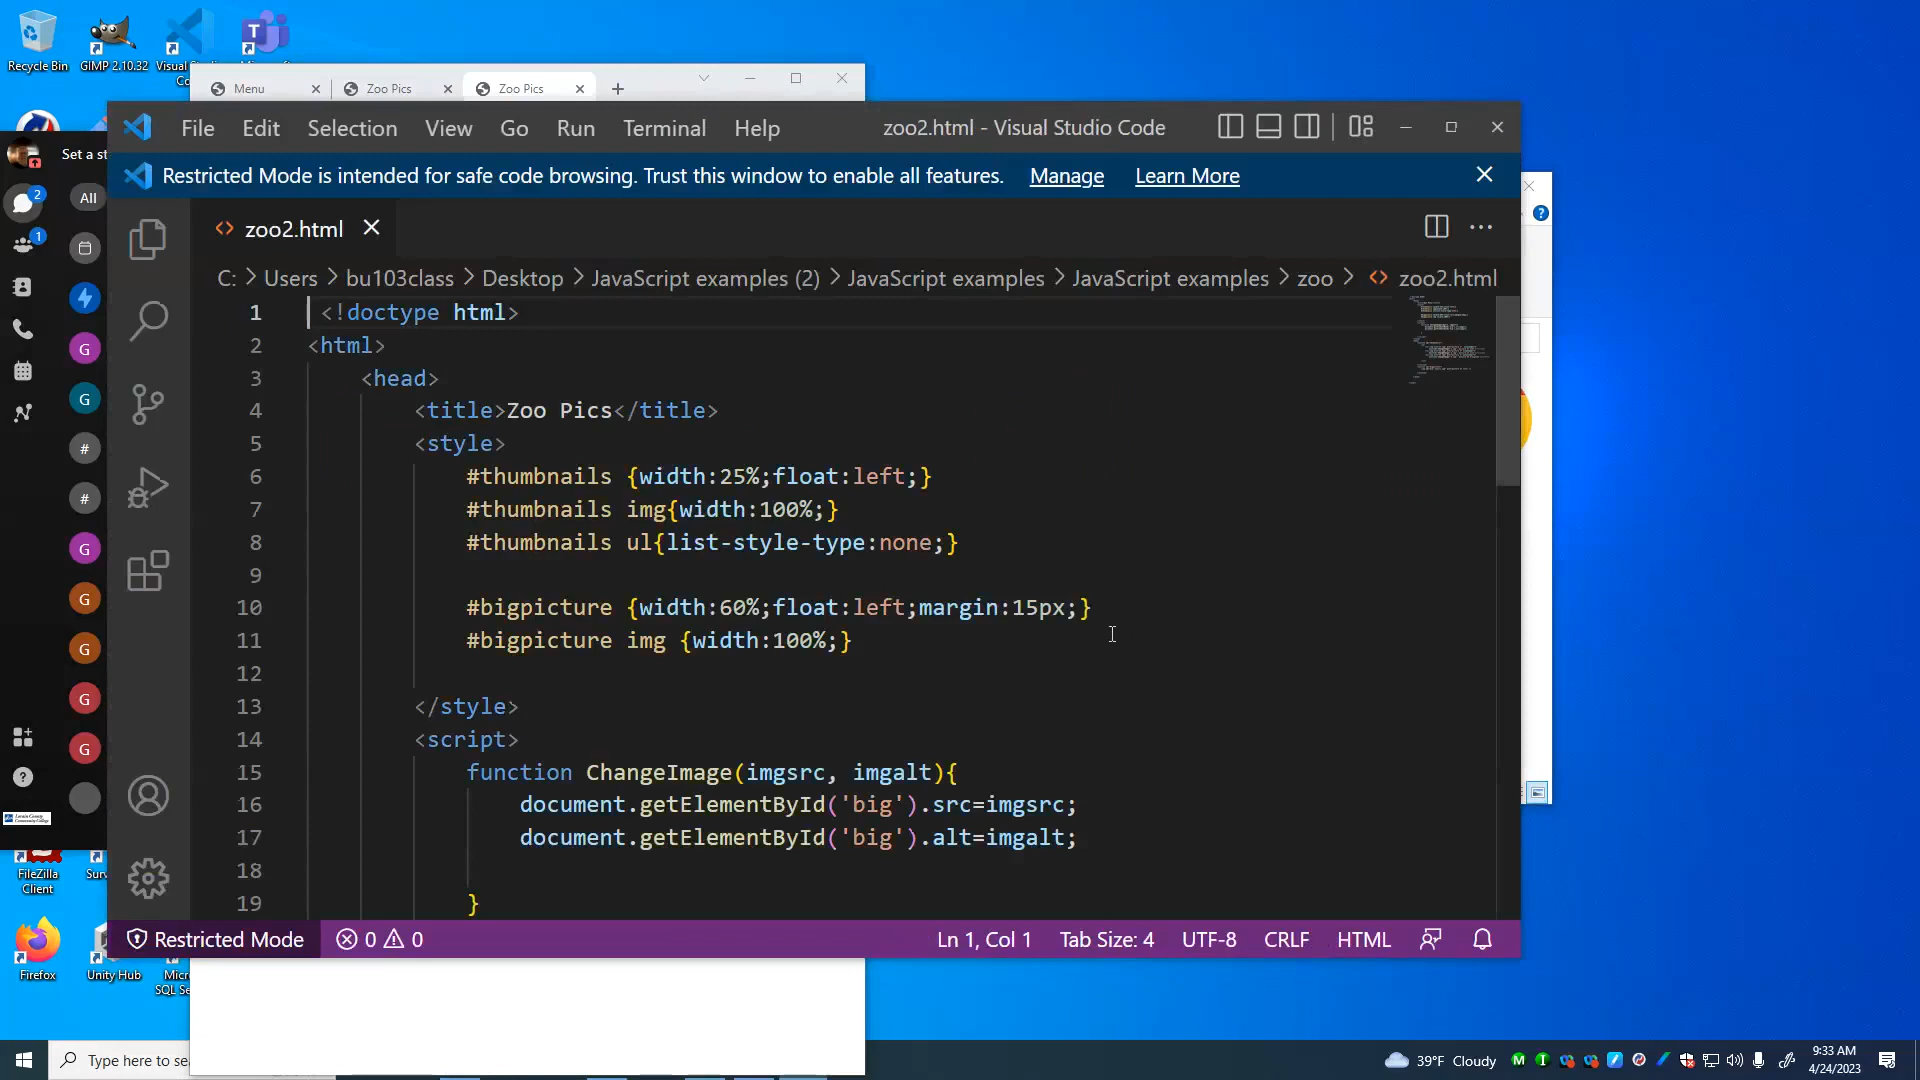 Recycle Bin
GIMP 2.10.32
Microsoft
Menu
Zoo Pics
Zoo Pics
File Edit Selection View Go Run Terminal Help
zoo2.html - Visual Studio Code
Set a st
Restricted Mode is intended for safe code browsing. Trust this window to enable all features. Manage Learn More
2
All
1
zoo2.html
C: > Users > bu103class > Desktop > JavaScript examples (2) > JavaScript examples > JavaScript examples > zoo > zoo2.html
1 <!doctype html>
2 <html>
3 <head>
4 <title>Zoo Pics</title>
5 <style>
6 #thumbnails {width:25%;float:left;}
7 #thumbnails img{width:100%;}
8 #thumbnails ul{list-style-type:none;}
9
10 #bigpicture {width:60%;float:left;margin:15px;}
11 #bigpicture img {width:100%;}
12
13 </style>
14 <script>
15 function ChangeImage(imgsrc, imgalt){
16 document.getElementById('big').src=imgsrc;
17 document.getElementById('big').alt=imgalt;
18
19 }
G
G
#
#
G
G
G
G
G
Restricted Mode 0 0
Ln 1, Col 1 Tab Size: 4 UTF-8 CRLF HTML
FileZilla
Client
Surv
Firefox
Unity Hub
Micr
SQL Se
Type here to sea
39°F Cloudy
9:33 AM
4/24/2023